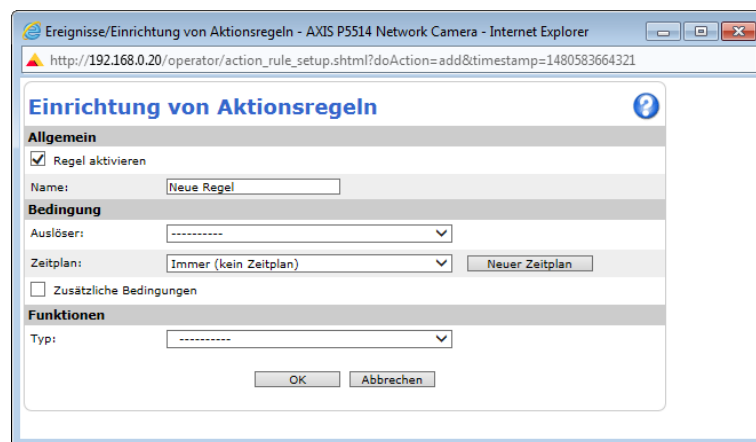 Ereignisse/Einrichtung von Aktionsregeln - AXIS P5514 Network Camera - Internet Explorer
http://192.168.0.20/operator/action_rule_setup.shtml?doAction=add&timestamp=1480583664321
Einrichtung von Aktionsregeln
?
Allgemein
Regel aktivieren
Name: Neue Regel
Bedingung
Auslöser: ----------
Zeitplan: Immer (kein Zeitplan) Neuer Zeitplan
Zusätzliche Bedingungen
Funktionen
Typ: ----------
OK Abbrechen